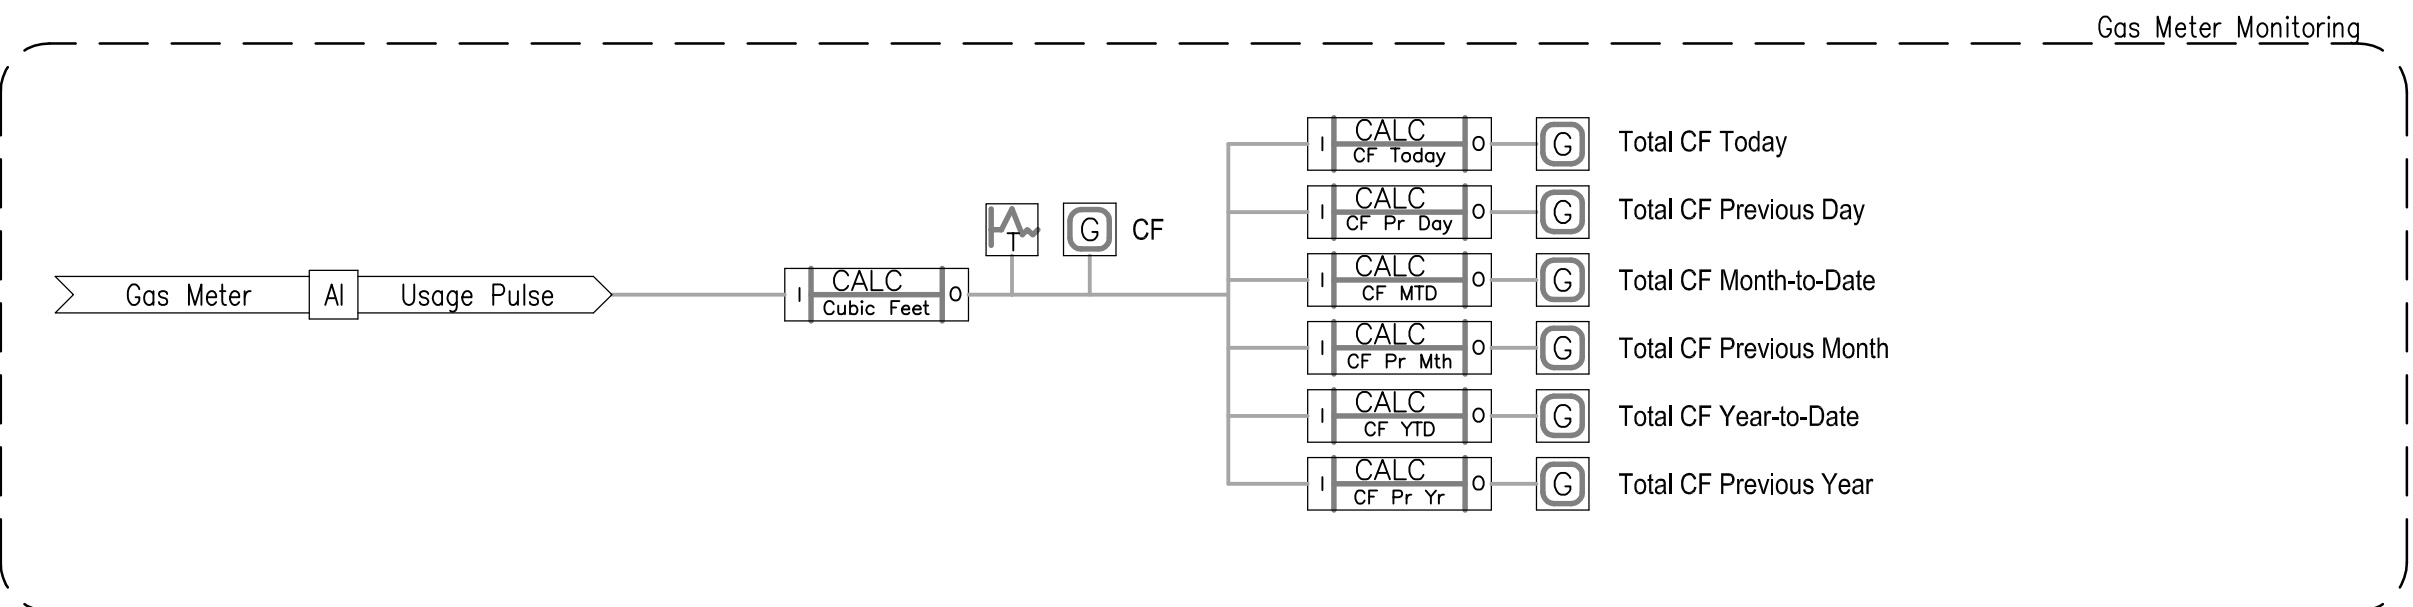 Gas Meter Monitoring
I CALC O G Total CF Today
CF Today
I CALC O G Total CF Previous Day
CF Pr Day
T G CF
I CALC O G Total CF Month-to-Date
CF MTD
Gas Meter AI Usage Pulse
I CALC O
Cubic Feet
I CALC O G Total CF Previous Month
CF Pr Mth
I CALC O G Total CF Year-to-Date
CF YTD
I CALC O G Total CF Previous Year
CF Pr Yr